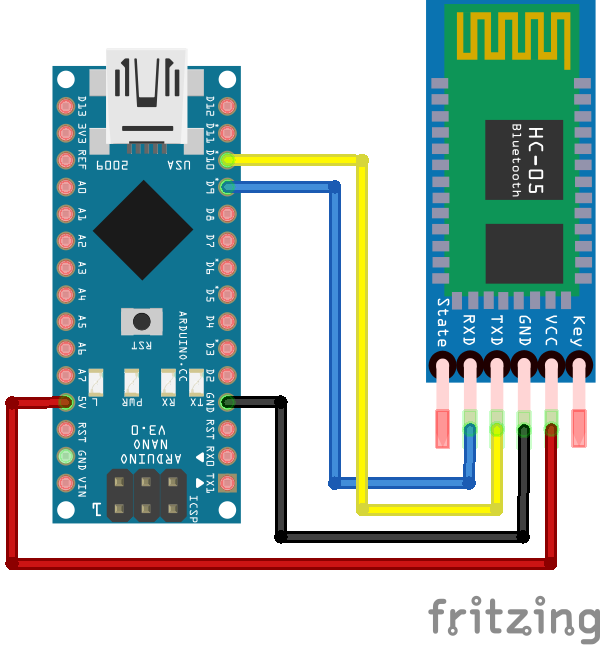 D13
3V3
REF
A0
A1
A2
A3
A4
A5
A6
A7
5V
RST
GND
VIN
D12
D11
D10
D9
D8
D7
D6
D5
D4
D3
D2
GND
RST
RX0
TX1
USA
2009
RST
ARDUINO.CC
L
PWR
RX
TX
ARDUINO
NANO
V3.0
1
ICSP
HC-05
Bluetooth
State
RXD
TXD
GND
VCC
Key
fritzing